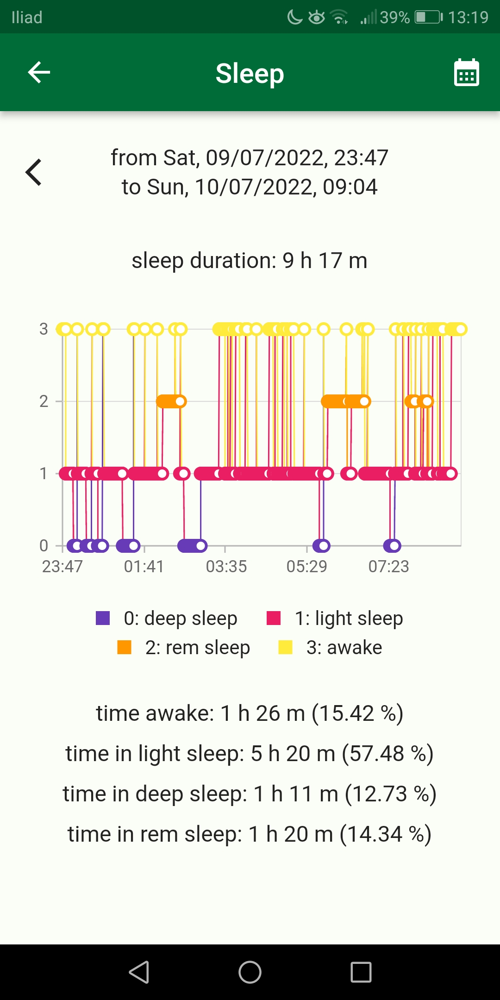 Iliad 39% 13:19
Sleep
from Sat, 09/07/2022, 23:47
to Sun, 10/07/2022, 09:04
sleep duration: 9 h 17 m
3
2
1
0
23:47 01:41 03:35 05:29 07:23
0: deep sleep 1: light sleep
2: rem sleep 3: awake
time awake: 1 h 26 m (15.42 %)
time in light sleep: 5 h 20 m (57.48 %)
time in deep sleep: 1 h 11 m (12.73 %)
time in rem sleep: 1 h 20 m (14.34 %)